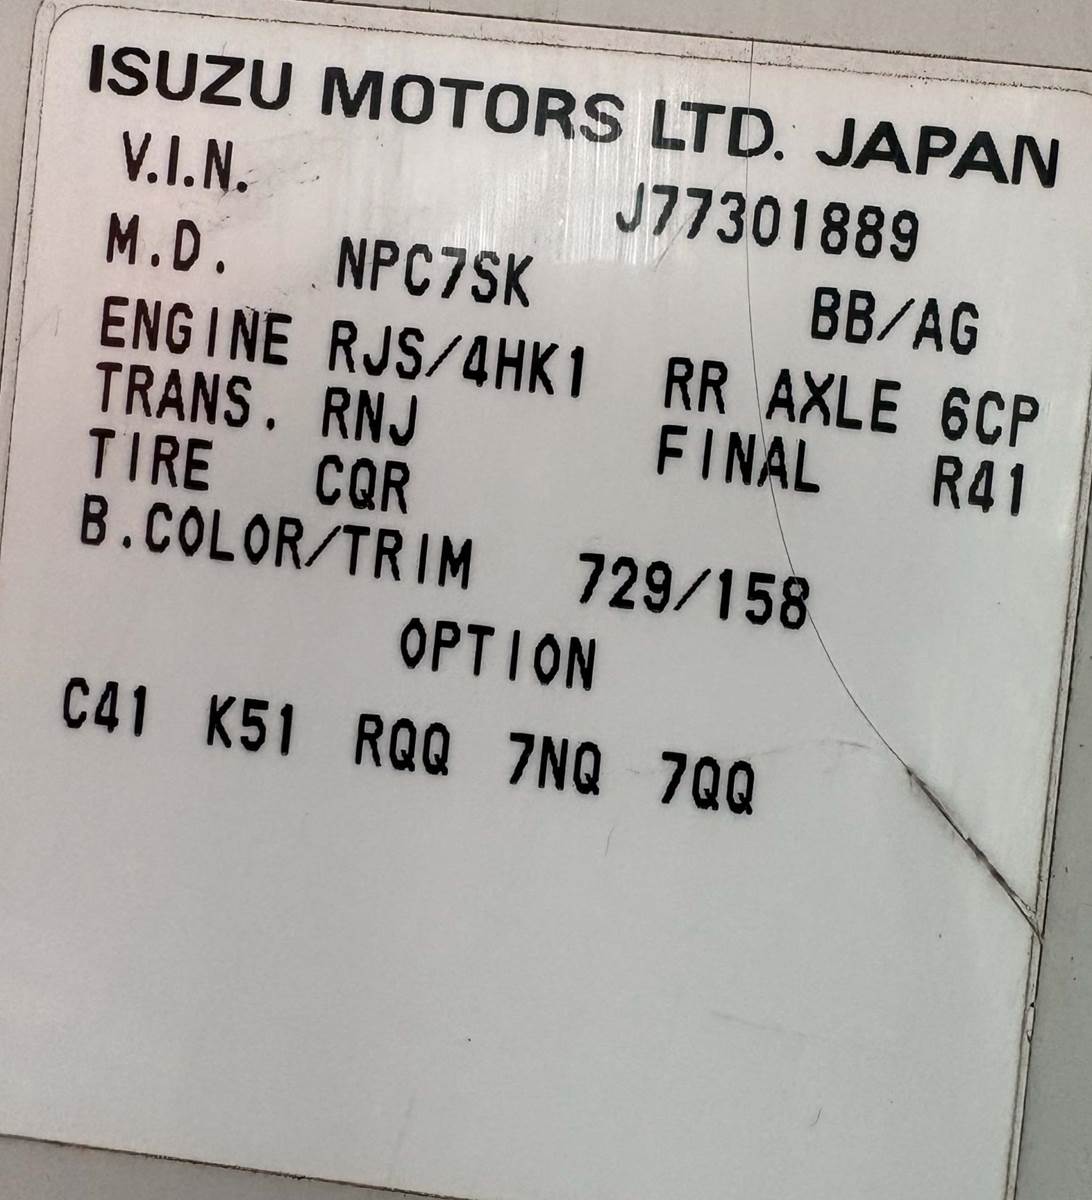 ISUZU MOTORS LTD. JAPAN
V.I.N. J77301889
M.D. NPC7SK BB/AG
ENGINE RJS/4HK1 RR AXLE 6CP
TRANS. RNJ FINAL R41
TIRE CQR
B.COLOR/TRIM 729/158
OPTION
C41 K51 RQQ 7NQ 7QQ